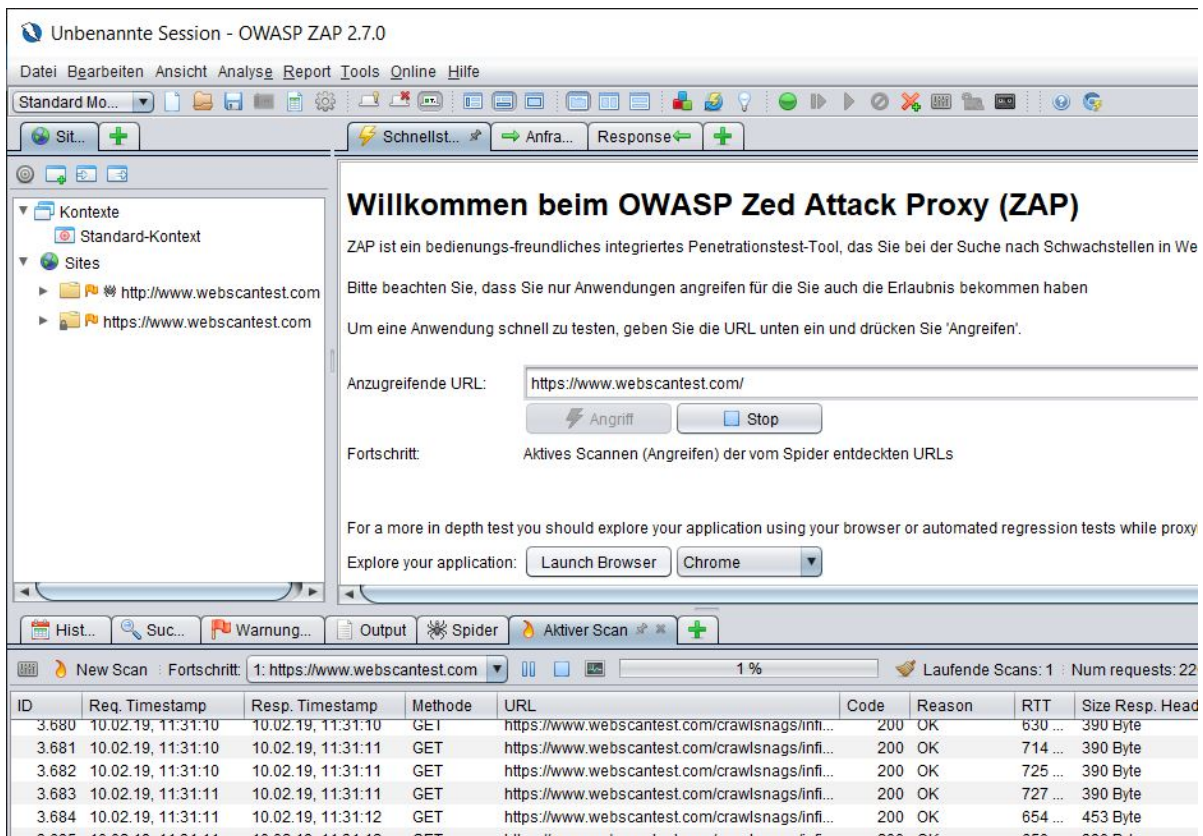 Unbenannte Session - OWASP ZAP 2.7.0
Datei Bearbeiten Ansicht Analyse Report Tools Online Hilfe
Standard Mo...
Sit...
Schnellst... Anfra... Response
Kontexte
Standard-Kontext
Sites
http://www.webscantest.com
https://www.webscantest.com
Willkommen beim OWASP Zed Attack Proxy (ZAP)
ZAP ist ein bedienungs-freundliches integriertes Penetrationstest-Tool, das Sie bei der Suche nach Schwachstellen in We
Bitte beachten Sie, dass Sie nur Anwendungen angreifen für die Sie auch die Erlaubnis bekommen haben
Um eine Anwendung schnell zu testen, geben Sie die URL unten ein und drücken Sie 'Angreifen'.
Anzugreifende URL: https://www.webscantest.com/
Angriff Stop
Fortschritt: Aktives Scannen (Angreifen) der vom Spider entdeckten URLs
For a more in depth test you should explore your application using your browser or automated regression tests while proxy
Explore your application: Launch Browser Chrome
Hist... Suc... Warnung... Output Spider Aktiver Scan
New Scan Fortschritt: 1: https://www.webscantest.com 1 % Laufende Scans: 1 Num requests: 22
ID Req. Timestamp Resp. Timestamp Methode URL Code Reason RTT Size Resp. Head
3.680 10.02.19, 11:31:10 10.02.19, 11:31:10 GET https://www.webscantest.com/crawlsnags/infi... 200 OK 630 ... 390 Byte
3.681 10.02.19, 11:31:10 10.02.19, 11:31:11 GET https://www.webscantest.com/crawlsnags/infi... 200 OK 714 ... 390 Byte
3.682 10.02.19, 11:31:10 10.02.19, 11:31:11 GET https://www.webscantest.com/crawlsnags/infi... 200 OK 725 ... 390 Byte
3.683 10.02.19, 11:31:11 10.02.19, 11:31:11 GET https://www.webscantest.com/crawlsnags/infi... 200 OK 727 ... 390 Byte
3.684 10.02.19, 11:31:11 10.02.19, 11:31:12 GET https://www.webscantest.com/crawlsnags/infi... 200 OK 654 ... 453 Byte